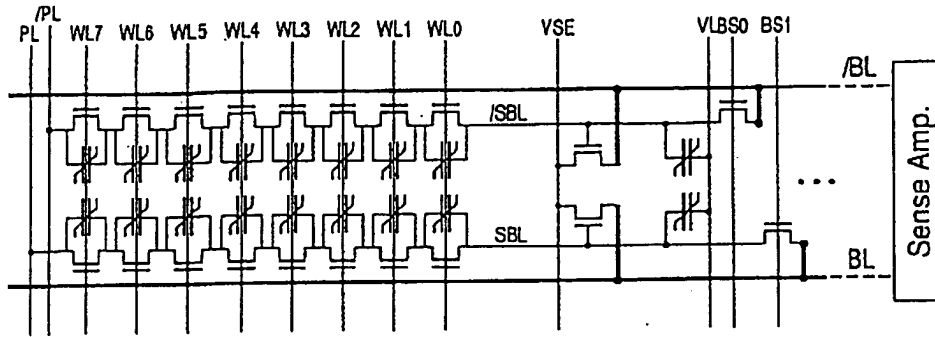 /PL
PL WL7 WL6 WL5 WL4 WL3 WL2 WL1 WL0 VSE VLBS0 BS1
/BL
/SBL
Sense Amp.
SBL
BL